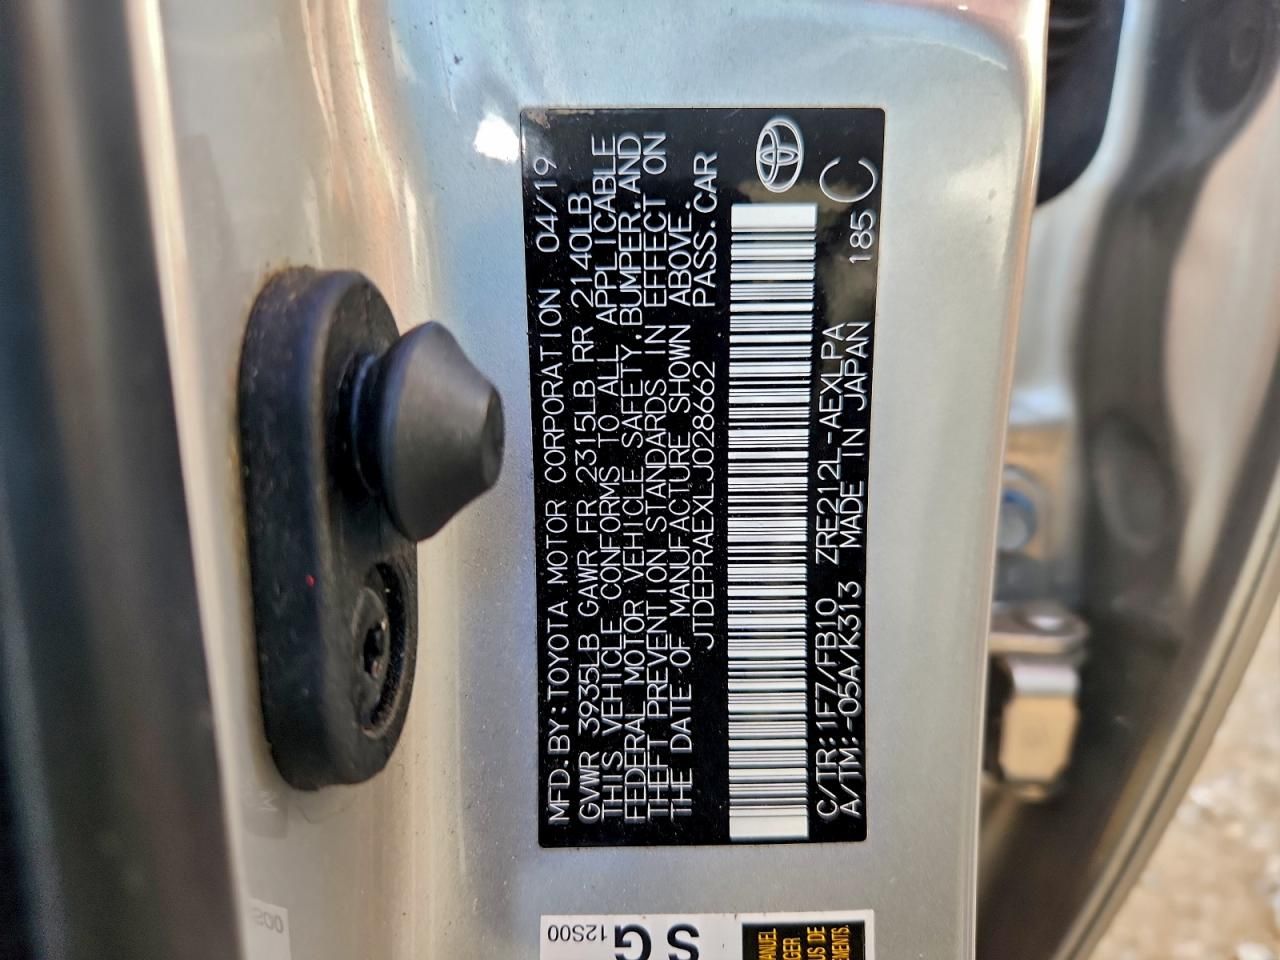 MFD.BY:TOYOTA MOTOR CORPORATION 04/19
GVWR 3935LB GAWR FR 2315LB RR 2140LB
THIS VEHICLE CONFORMS TO ALL APPLICABLE
FEDERAL MOTOR VEHICLE SAFETY,BUMPER,AND
THEFT PREVENTION STANDARDS IN EFFECT ON
THE DATE OF MANUFACTURE SHOWN ABOVE.
JTDEPRAEXLJ028662 PASS.CAR
C/TR:1F7/FB10 ZRE212L-AEXLPA
A/TM:-05A/K313 MADE IN JAPAN 185 C
12S00
SG